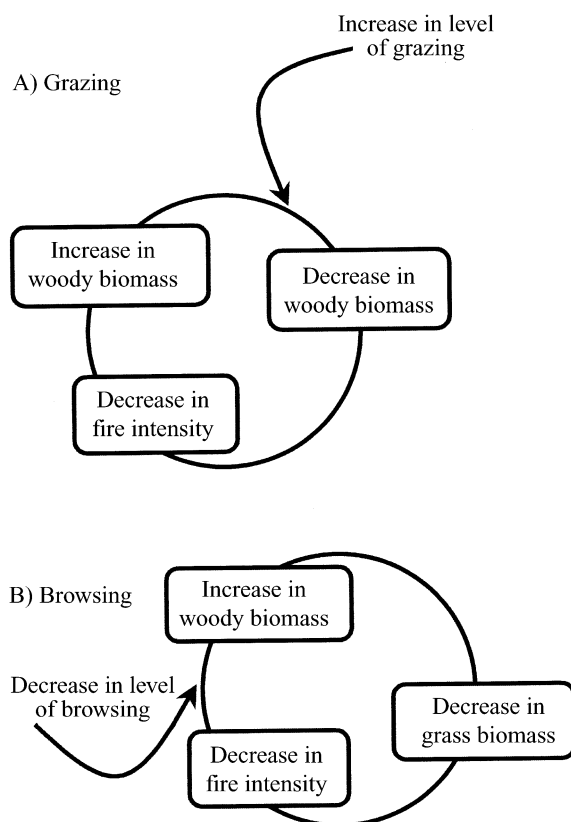 Increase in level
of grazing
A) Grazing
Increase in
woody biomass
Decrease in
woody biomass
Decrease in
fire intensity
B) Browsing
Increase in
woody biomass
Decrease in level
of browsing
Decrease in
grass biomass
Decrease in
fire intensity